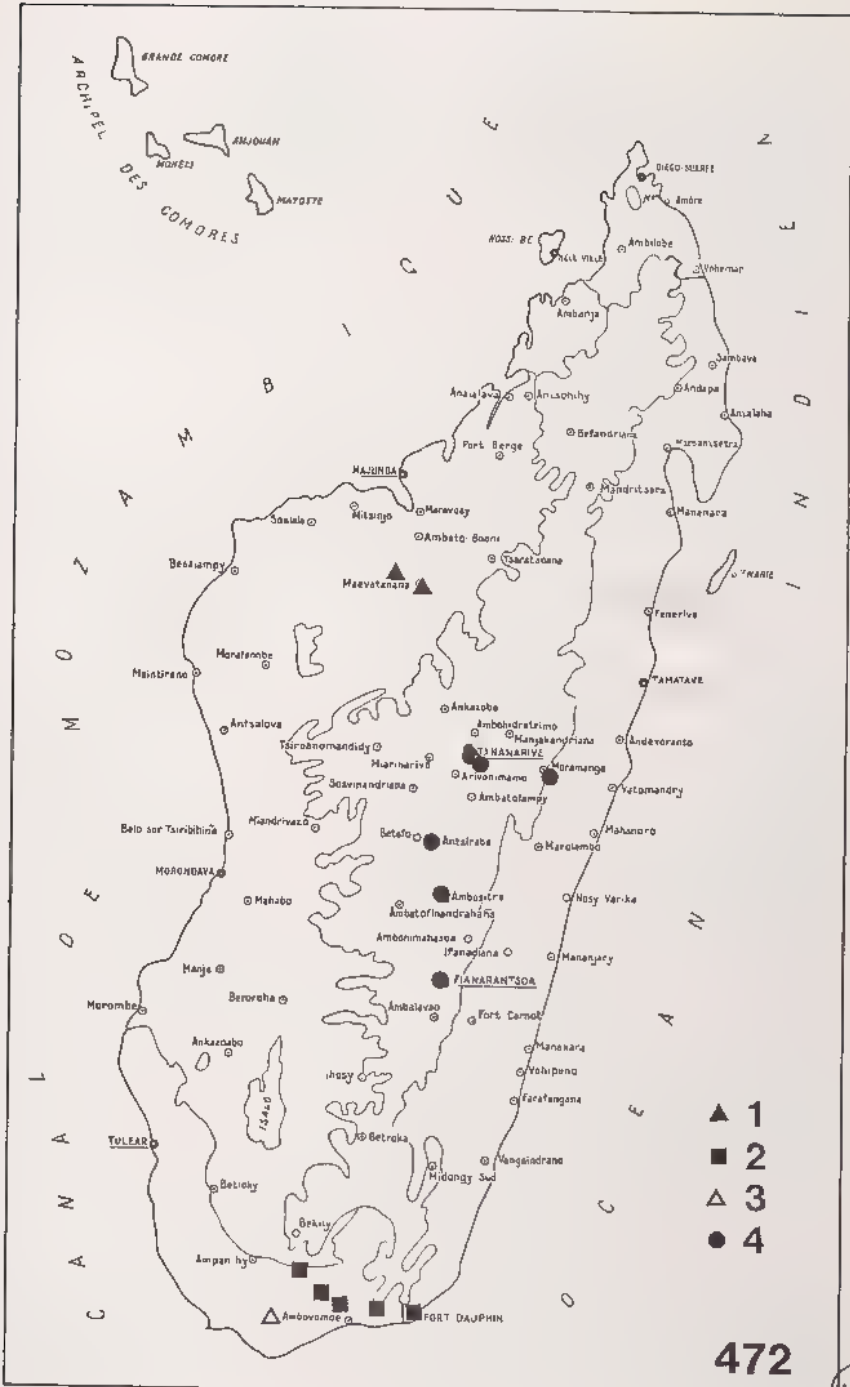 GRANDE COMORE
ARCHIPEL DES COMORES
ANJOUAN
MOHELI
MAYOTTE
CANAL DE MOZAMBIQUE
OCEAN INDIEN
DIEGO-SUAREZ
Ambre
NOSSI BE
HELL VILLE
Ambilobe
Vohemar
Ambanja
Sambava
Andapa
Analalava
Antsohihy
Antalaha
Befandriana
Port Berge
Maroantsetra
MAJUNGA
Mandritsara
Mananara
Soalala
Mitsinjo
Marovoay
Ambato-Boeni
Tsaratanana
Besalampy
Maevatanana
Fenerive
Morafenobe
Maintirano
TAMATAVE
Ankazobe
Antsalova
Ambohidratrimo
Manjakandriana
Andevoranto
Tsiroanomandidy
TANANARIVE
Miarinarivo
Moramanga
Arivonimamo
Soavinandriana
Vatomandry
Ambatolampy
Miandrivazo
Belo sur Tsiribihina
Betafo
Antsirabe
Mahanoro
Marolambo
MORONDAVA
Mahabo
Ambositra
Nosy Varika
Ambatofinandrahana
Ambohimahasoa
Ifanadiana
Mananjary
Manja
FIANARANTSOA
Beroroha
Morombe
Ambalavao
Fort Carnot
Ankazoabo
Manakara
Ihosy
Vohipeno
Farafangana
ISALO
TULEAR
Betroka
Vangaindrano
Midongy Sud
Betioky
Bekily
Ampanihy
Ambovombe
FORT DAUPHIN
1
2
3
4
472